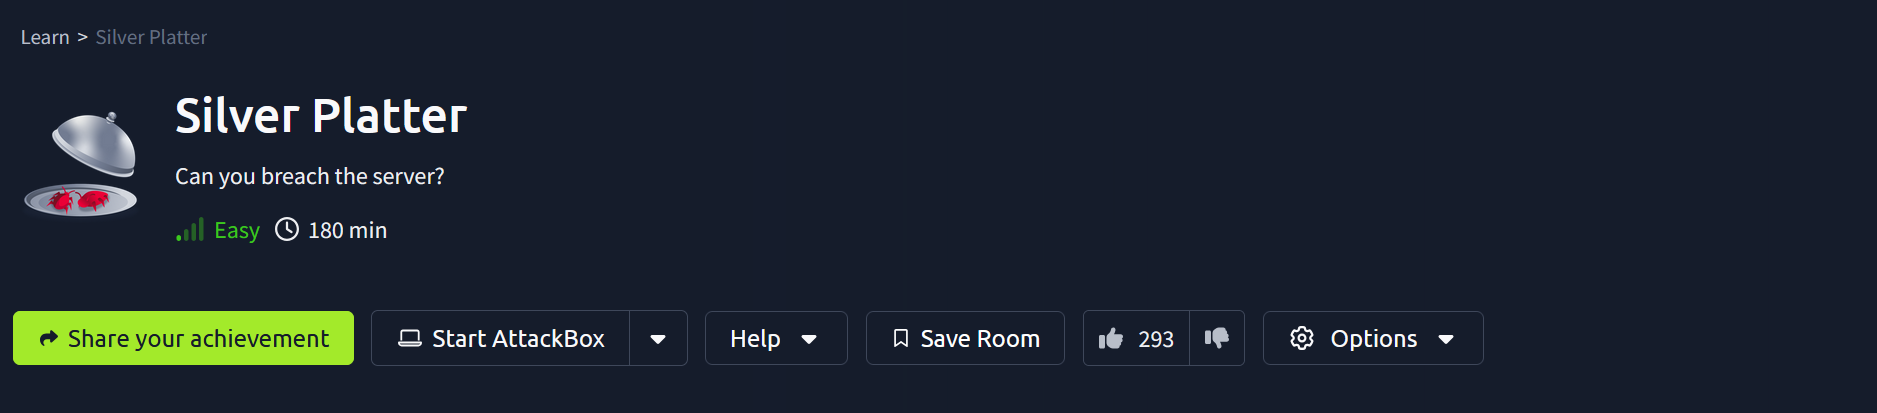 Learn > Silver Platter
Silver Platter
Can you breach the server?
Easy 180 min
Share your achievement Start AttackBox Help Save Room 293 Options